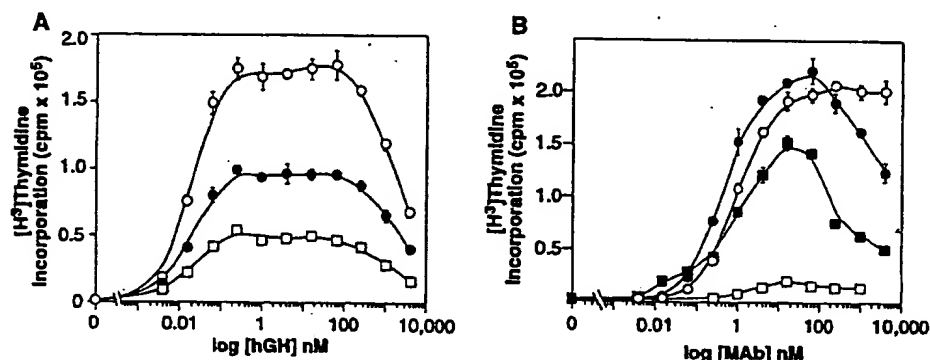 A
[H³]Thymidine
Incorporation (cpm x 10⁵)
2.0
1.5
1.0
0.5
0
0
0.01
1
100
10,000
log [hGH] nM
B
[H³]Thymidine
Incorporation (cpm x 10⁵)
2.0
1.5
1.0
0.5
0
0.01
1
100
10,000
log [MAb] nM